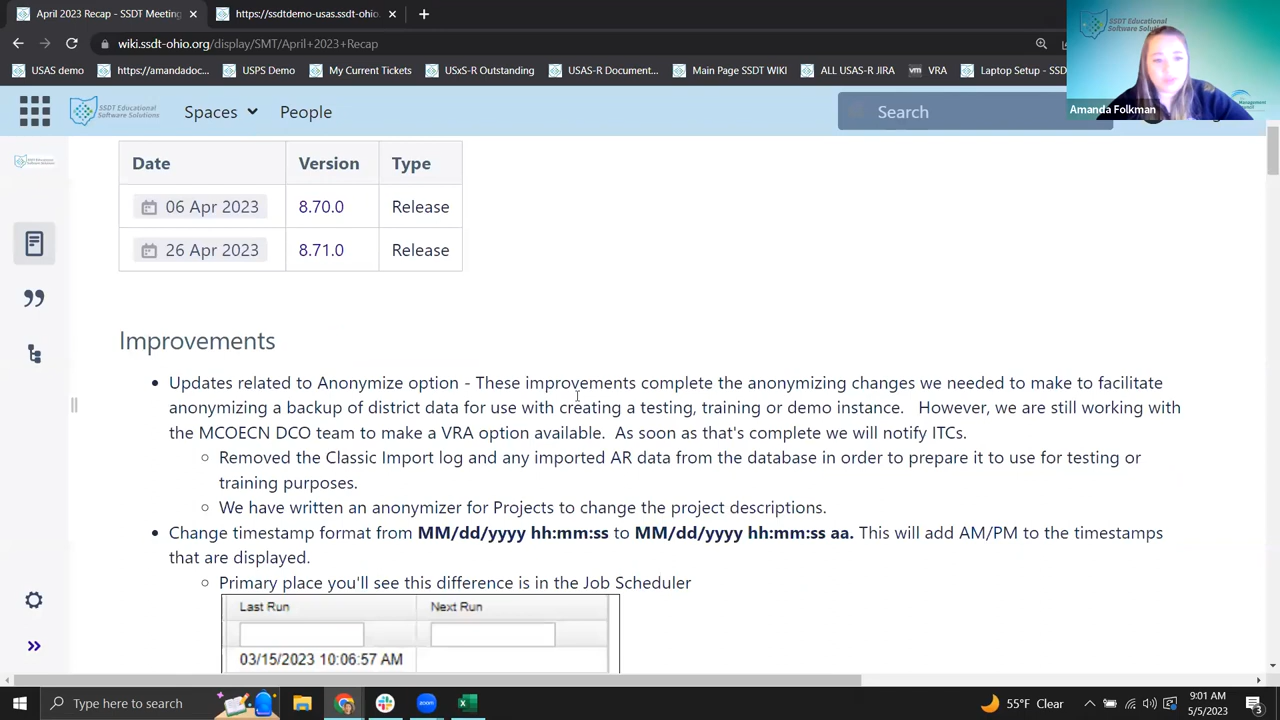 April 2023 Recap - SSDT Meeting
https://ssdtdemo-usas.ssdt-ohio.
wiki.ssdt-ohio.org/display/SMT/April+2023+Recap
USAS demo
https://amandadoc...
USPS Demo
My Current Tickets
USxS-R Outstanding
USAS-R Document...
Main Page SSDT WIKI
ALL USAS-R JIRA
vm VRA
Laptop Setup - SSD
SSDT Educational
Software Solutions
Amanda Folkman
SSDT Educational
Software Solutions
Spaces
People
Search
Date Version Type
06 Apr 2023 8.70.0 Release
26 Apr 2023 8.71.0 Release
Improvements
• Updates related to Anonymize option - These improvements complete the anonymizing changes we needed to make to facilitate
anonymizing a backup of district data for use with creating a testing, training or demo instance. However, we are still working with
the MCOECN DCO team to make a VRA option available. As soon as that's complete we will notify ITCs.
◦ Removed the Classic Import log and any imported AR data from the database in order to prepare it to use for testing or
training purposes.
◦ We have written an anonymizer for Projects to change the project descriptions.
• Change timestamp format from MM/dd/yyyy hh:mm:ss to MM/dd/yyyy hh:mm:ss aa. This will add AM/PM to the timestamps
that are displayed.
◦ Primary place you'll see this difference is in the Job Scheduler
Last Run Next Run
03/15/2023 10:06:57 AM
Type here to search
55°F Clear
9:01 AM
5/5/2023
3